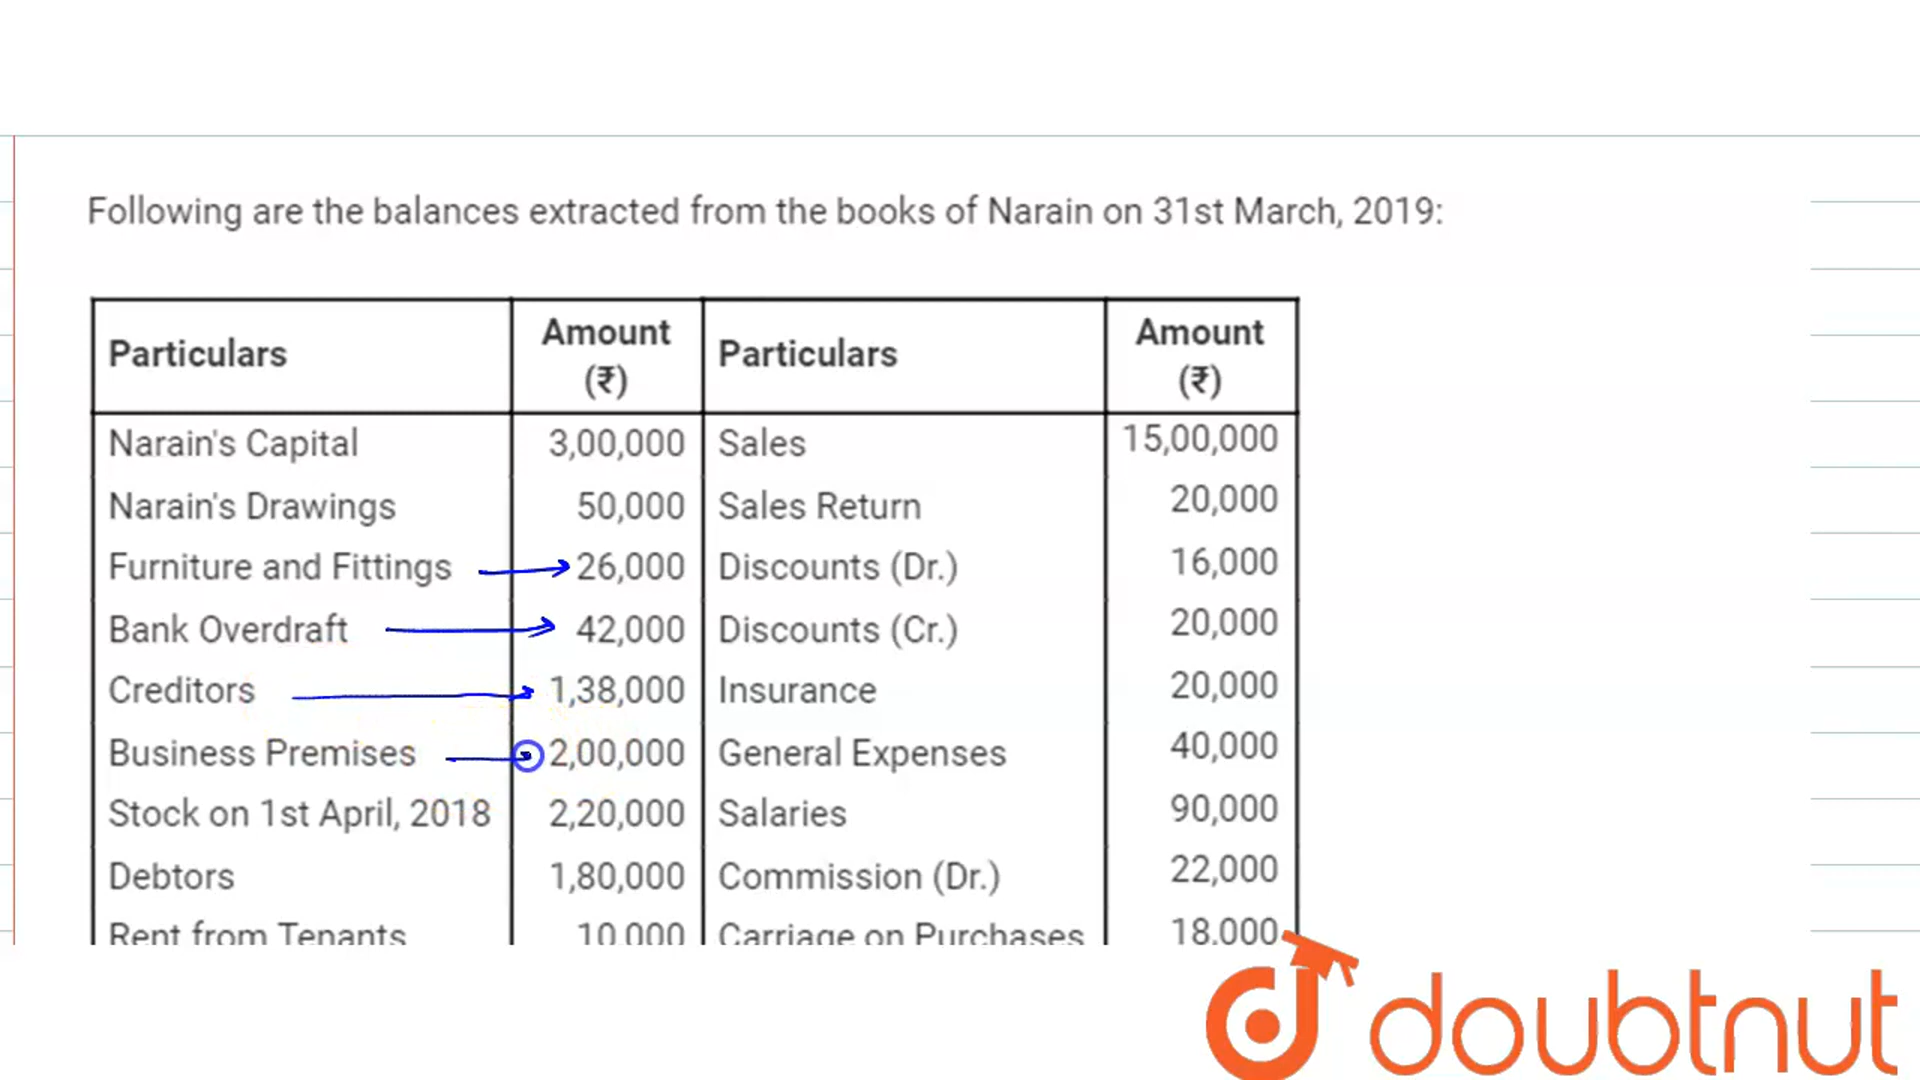 Following are the balances extracted from the books of Narain on 31st March, 2019:
Particulars Amount (₹) Particulars Amount (₹)
Narain's Capital 3,00,000 Sales 15,00,000
Narain's Drawings 50,000 Sales Return 20,000
Furniture and Fittings 26,000 Discounts (Dr.) 16,000
Bank Overdraft 42,000 Discounts (Cr.) 20,000
Creditors 1,38,000 Insurance 20,000
Business Premises 2,00,000 General Expenses 40,000
Stock on 1st April, 2018 2,20,000 Salaries 90,000
Debtors 1,80,000 Commission (Dr.) 22,000
Rent from Tenants 10,000 Carriage on Purchases 18,000
doubtnut